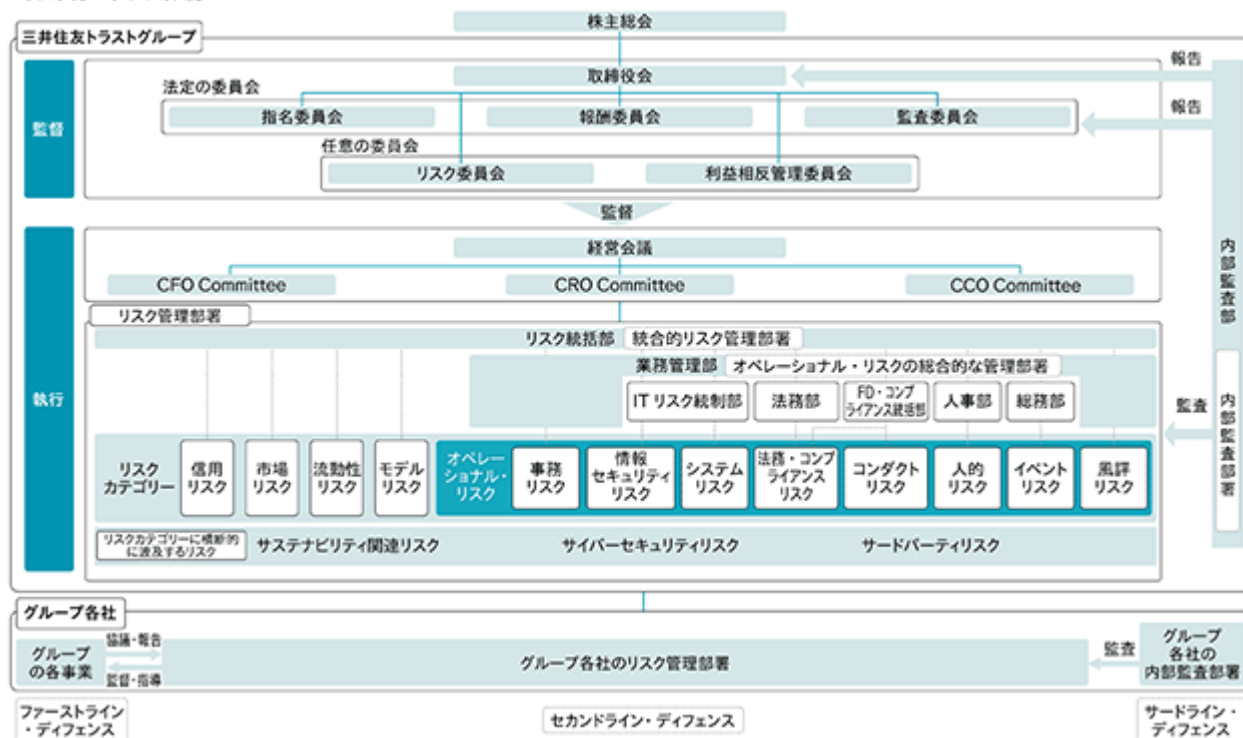 株主総会
三井住友トラストグループ
監督
取締役会
報告
法定の委員会
指名委員会
報酬委員会
監査委員会
報告
任意の委員会
リスク委員会
利益相反管理委員会
監督
執行
経営会議
CFO Committee
CRO Committee
CCO Committee
リスク管理部署
リスク統括部
統合的リスク管理部署
業務管理部
オペレーショナル・リスクの総合的な管理部署
IT リスク統制部
法務部
FD・コンプ
ライアンス統括部
人事部
総務部
リスク
カテゴリー
信用
リスク
市場
リスク
流動性
リスク
モデル
リスク
オペレー
ショナル・
リスク
事務
リスク
情報
セキュリティ
リスク
システム
リスク
法務・コンプ
ライアンス
リスク
コンダクト
リスク
人的
リスク
イベント
リスク
風評
リスク
リスクカテゴリーに横断的
に波及するリスク
サステナビリティ関連リスク
サイバーセキュリティリスク
サードパーティリスク
監査
内部監査部
内部監査部署
グループ各社
グループ
の各事業
協議・報告
監督・指導
グループ各社のリスク管理部署
監査
グループ
各社の
内部監査部署
ファーストライン
・ディフェンス
セカンドライン・ディフェンス
サードライン・
ディフェンス